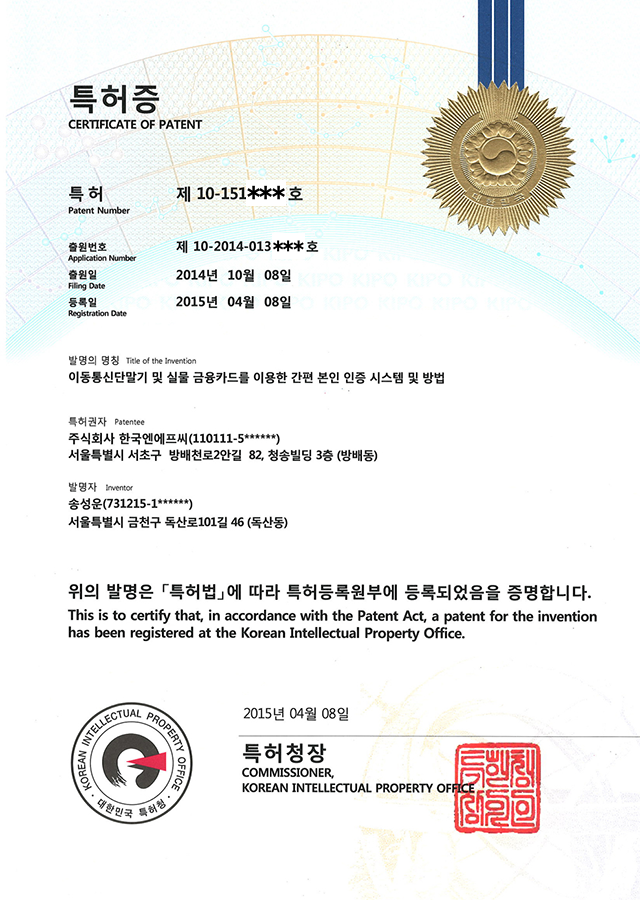 특허증
CERTIFICATE OF PATENT
특허 제 10-151*** 호
Patent Number
출원번호 제 10-2014-013*** 호
Application Number
출원일 2014년 10월 08일
Filing Date
등록일 2015년 04월 08일
Registration Date
KIPO KIPO KIPO KIPO
발명의 명칭 Title of the Invention
이동통신단말기 및 실물 금융카드를 이용한 간편 본인 인증 시스템 및 방법
특허권자 Patentee
주식회사 한국엔에프씨(110111-5******)
서울특별시 서초구 방배천로2안길 82, 청송빌딩 3층 (방배동)
발명자 Inventor
송성운(731215-1******)
서울특별시 금천구 독산로101길 46 (독산동)
위의 발명은 「특허법」에 따라 특허등록원부에 등록되었음을 증명합니다.
This is to certify that, in accordance with the Patent Act, a patent for the invention
has been registered at the Korean Intellectual Property Office.
2015년 04월 08일
특허청장
COMMISSIONER,
KOREAN INTELLECTUAL PROPERTY OFFICE
KOREAN INTELLECTUAL PROPERTY OFFICE
대한민국 특허청